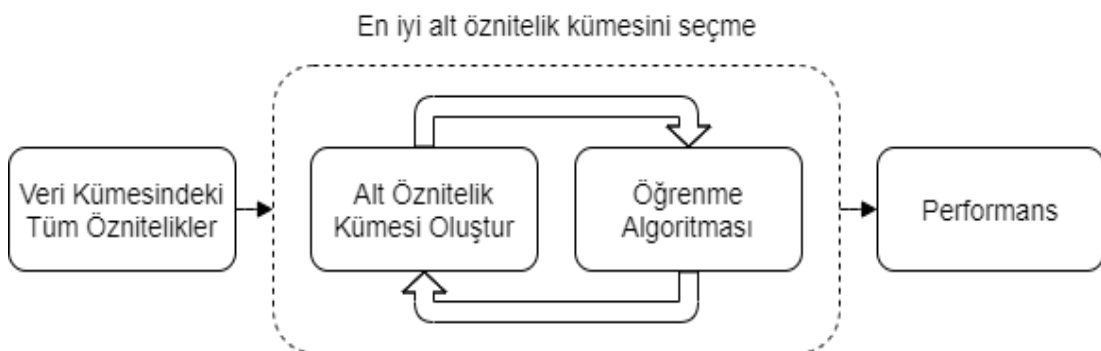 En iyi alt öznitelik kümesini seçme
Veri Kümesindeki
Tüm Öznitelikler
Alt Öznitelik
Kümesi Oluştur
Öğrenme
Algoritması
Performans